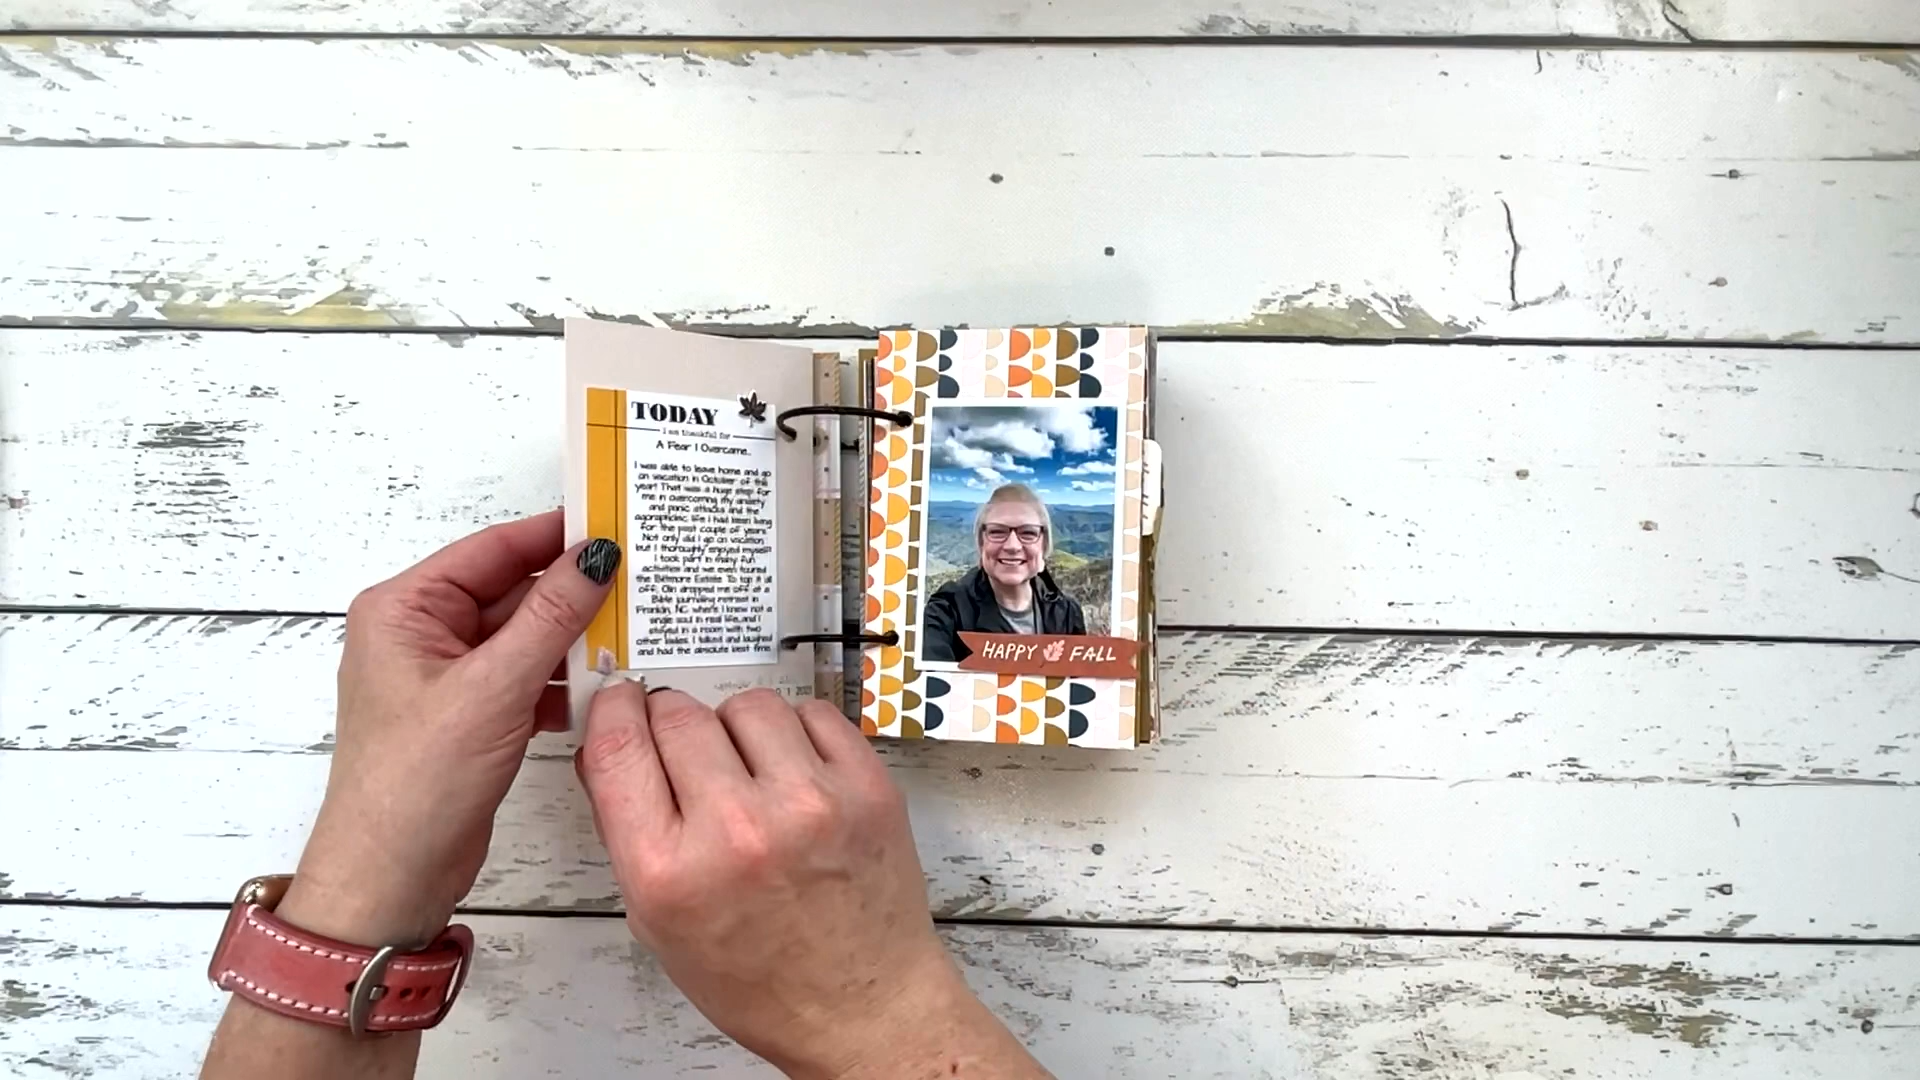 TODAY
I am thankful for
A Fear I Overcame...
I was able to leave home and go
on vacation in October of this
year! That was a huge step for
me in overcoming my anxiety
and panic attacks and the
agoraphobic life I had been living
for the past couple of years.
Not only did I go on vacation
but I thoroughly enjoyed myself!
I took part in many fun
activities and we even toured
the Biltmore Estate. To top it all
off, Olin dropped me off at a
Bible journaling retreat in
Franklin, NC where I knew not a
single soul in real life, and I
stayed in a room with two
other ladies. I talked and laughed
and had the absolute best time.
HAPPY FALL